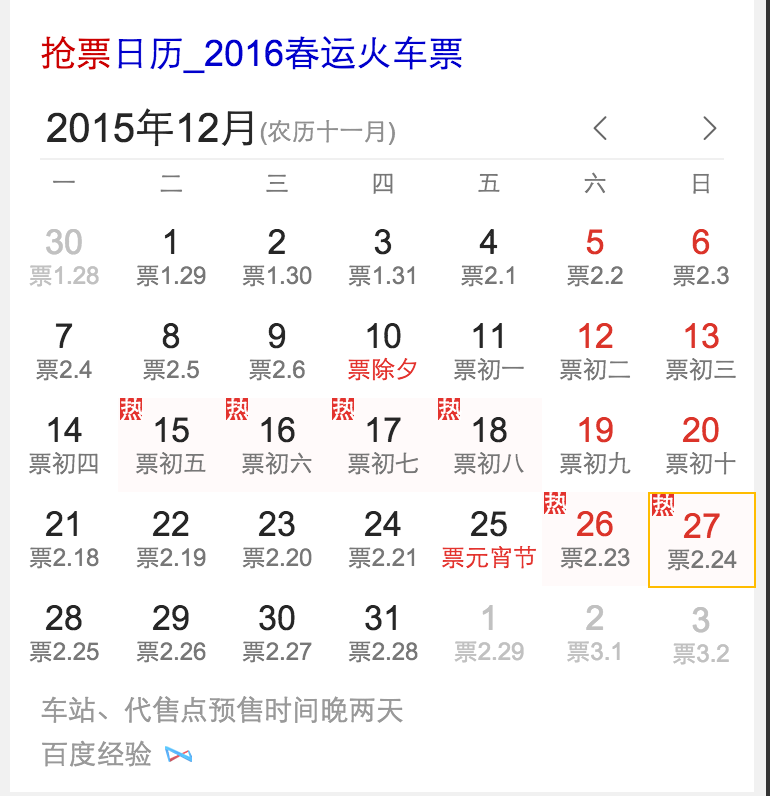 抢票日历_2016春运火车票
2015年12月(农历十一月)
一 二 三 四 五 六 日
30 1 2 3 4 5 6
票1.28 票1.29 票1.30 票1.31 票2.1 票2.2 票2.3
7 8 9 10 11 12 13
票2.4 票2.5 票2.6 票除夕 票初一 票初二 票初三
14 热 15 热 16 热 17 热 18 19 20
票初四 票初五 票初六 票初七 票初八 票初九 票初十
21 22 23 24 25 热 26 热 27
票2.18 票2.19 票2.20 票2.21 票元宵节 票2.23 票2.24
28 29 30 31 1 2 3
票2.25 票2.26 票2.27 票2.28 票2.29 票3.1 票3.2
车站、代售点预售时间晚两天
百度经验